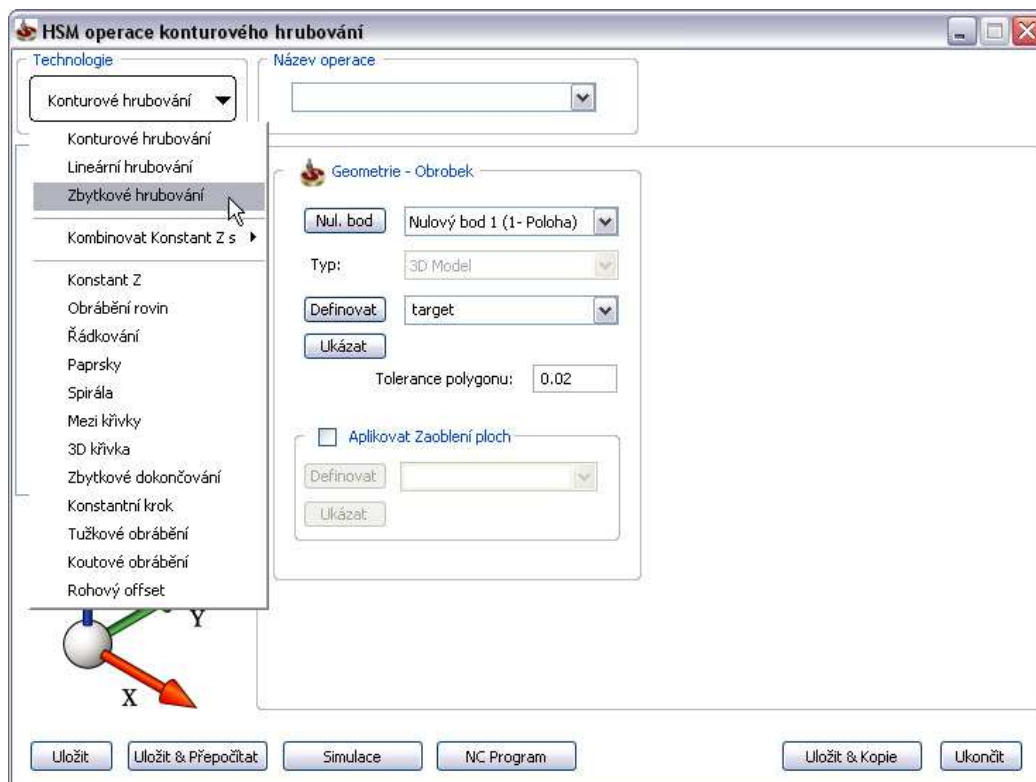 HSM operace konturového hrubování
Technologie
Název operace
Konturové hrubování
Konturové hrubování
Lineární hrubování
Zbytkové hrubování
Kombinovat Konstant Z s
Konstant Z
Obrábění rovin
Řádkování
Paprsky
Spirála
Mezi křivky
3D křivka
Zbytkové dokončování
Konstantní krok
Tužkové obrábění
Koutové obrábění
Rohový offset
Geometrie - Obrobek
Nul. bod
Nulový bod 1 (1- Poloha)
Typ:
3D Model
Definovat
target
Ukázat
Tolerance polygonu:
0.02
Aplikovat Zaoblení ploch
Definovat
Ukázat
Y
X
Uložit
Uložit & Přepočítat
Simulace
NC Program
Uložit & Kopie
Ukončit